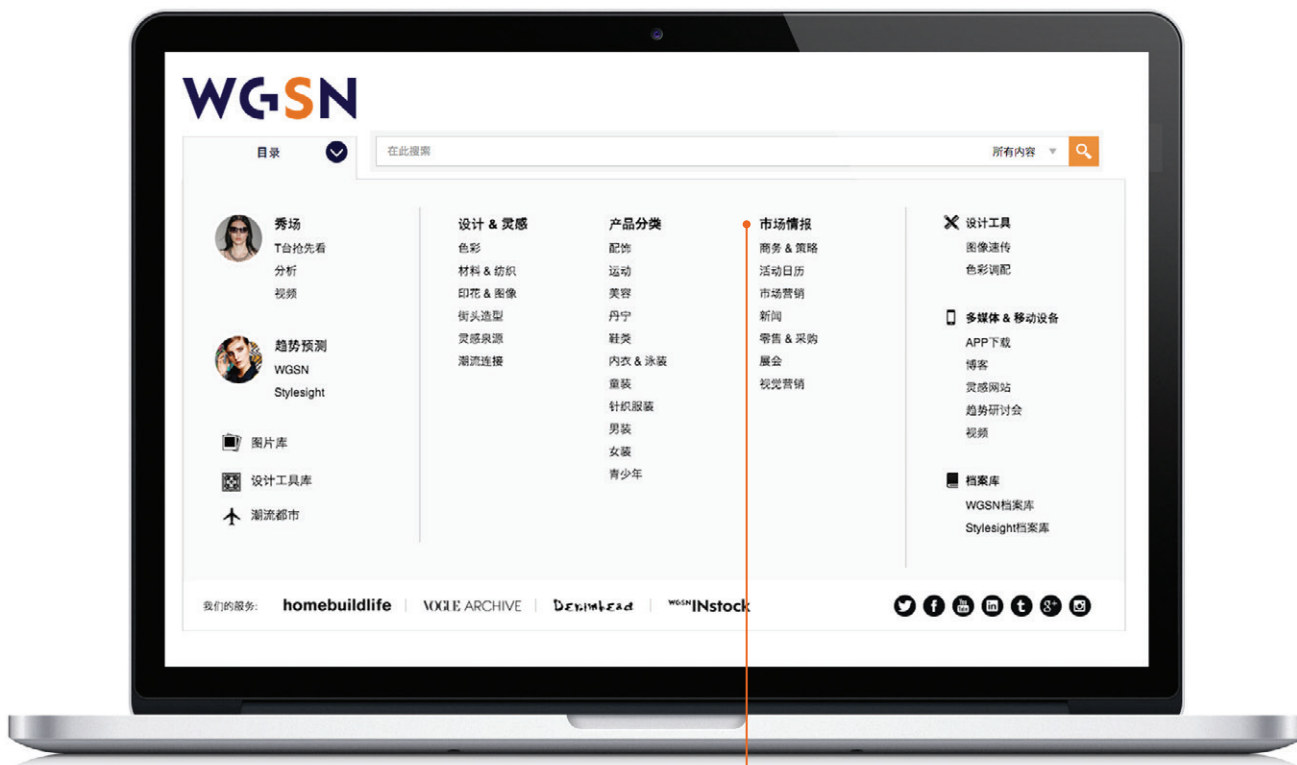 WGSN
目录
在此搜索
所有内容
秀场
T台抢先看
分析
视频
趋势预测
WGSN
Stylesight
图片库
设计工具库
潮流都市
设计 & 灵感
色彩
材料 & 纺织
印花 & 图像
街头造型
灵感泉源
潮流连接
产品分类
配饰
运动
美容
丹宁
鞋类
内衣 & 泳装
童装
针织服装
男装
女装
青少年
市场情报
商务 & 策略
活动日历
市场营销
新闻
零售 & 采购
展会
视觉营销
设计工具
图像速传
色彩调配
多媒体 & 移动设备
APP下载
博客
灵感网站
趋势研讨会
视频
档案库
WGSN档案库
Stylesight档案库
我们的服务: homebuildlife | VOGUE ARCHIVE | DENIMHEAD | WGSN INstock